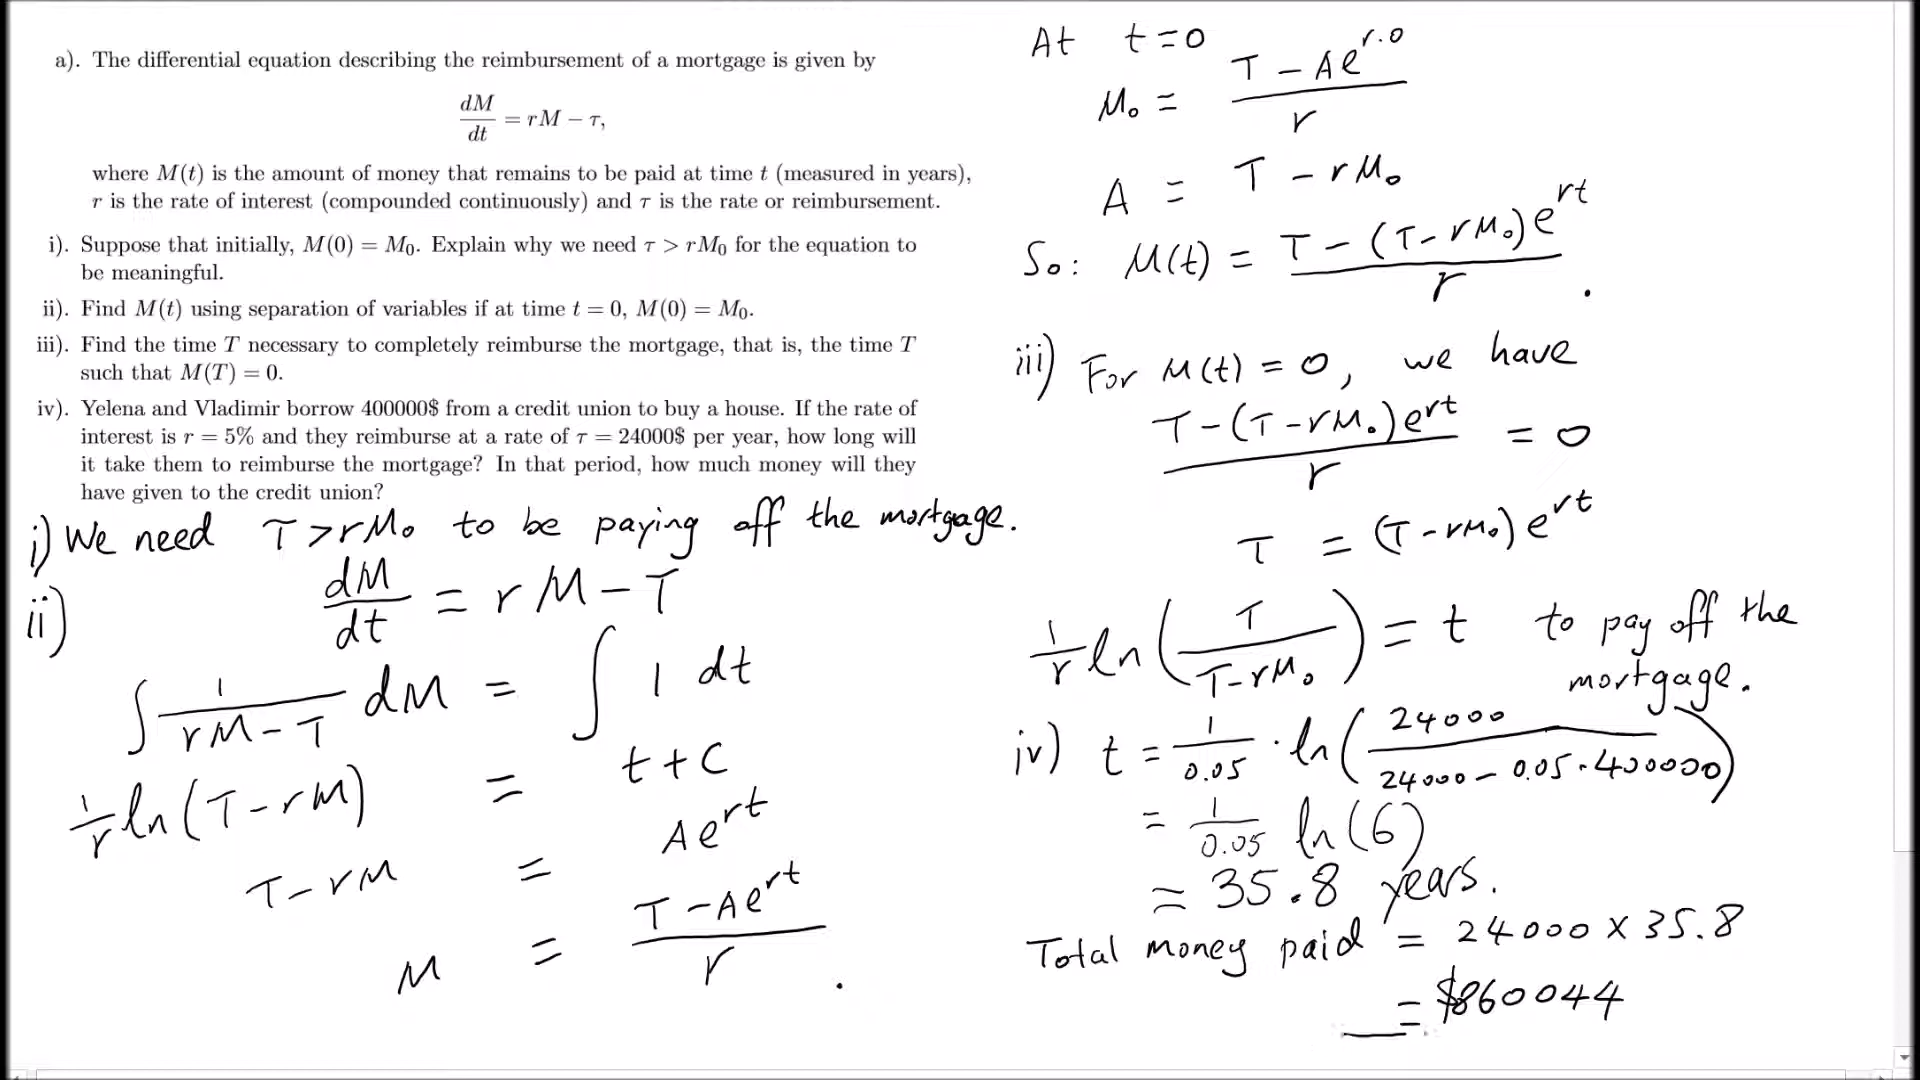 a). The differential equation describing the reimbursement of a mortgage is given by
dM/dt = rM − τ,
where M(t) is the amount of money that remains to be paid at time t (measured in years),
r is the rate of interest (compounded continuously) and τ is the rate or reimbursement.
i). Suppose that initially, M(0) = M₀. Explain why we need τ > rM₀ for the equation to
be meaningful.
ii). Find M(t) using separation of variables if at time t = 0, M(0) = M₀.
iii). Find the time T necessary to completely reimburse the mortgage, that is, the time T
such that M(T) = 0.
iv). Yelena and Vladimir borrow 400000$ from a credit union to buy a house. If the rate of
interest is r = 5% and they reimburse at a rate of τ = 24000$ per year, how long will
it take them to reimburse the mortgage? In that period, how much money will they
have given to the credit union?
i) We need τ > rM₀ to be paying off the mortgage.
ii) dM/dt = rM − τ
∫ 1/(rM − τ) dM = ∫ 1 dt
1/r ln(τ − rM) = t + C
τ − rM = Ae^(rt)
M = (τ − Ae^(rt))/r .
At t = 0
M₀ = (τ − Ae^(r.0))/r
A = τ − rM₀
So: M(t) = (τ − (τ − rM₀)e^(rt))/r .
iii) For M(t) = 0, we have
(τ − (τ − rM₀)e^(rt))/r = 0
τ = (τ − rM₀)e^(rt)
1/r ln(τ/(τ − rM₀)) = t to pay off the
mortgage.
iv) t = 1/0.05 · ln(24000/(24000 − 0.05 · 400000))
= 1/0.05 ln(6)
= 35.8 years.
Total money paid = 24000 × 35.8
= $860044